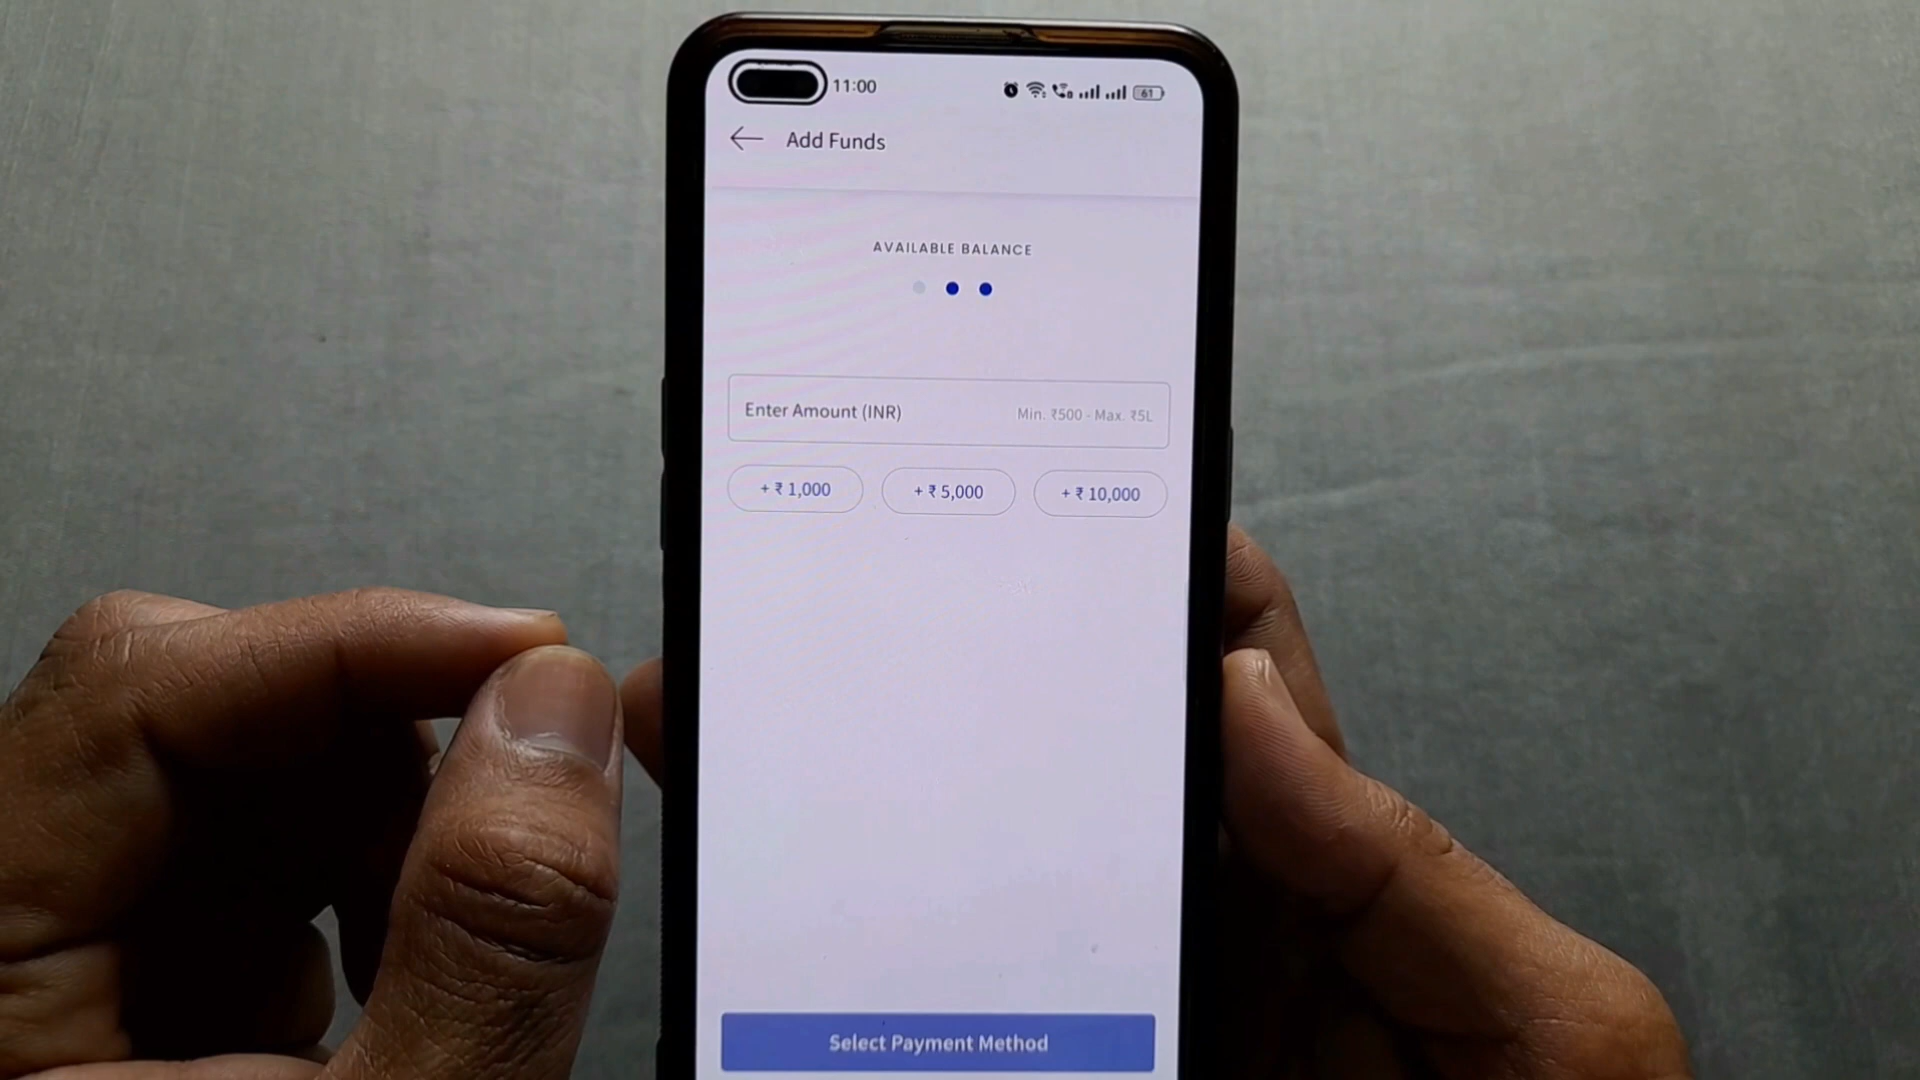 11:00
61
Add Funds
AVAILABLE BALANCE
Enter Amount (INR) Min. ₹500 - Max. ₹5L
+ ₹ 1,000 + ₹ 5,000 + ₹ 10,000
Select Payment Method